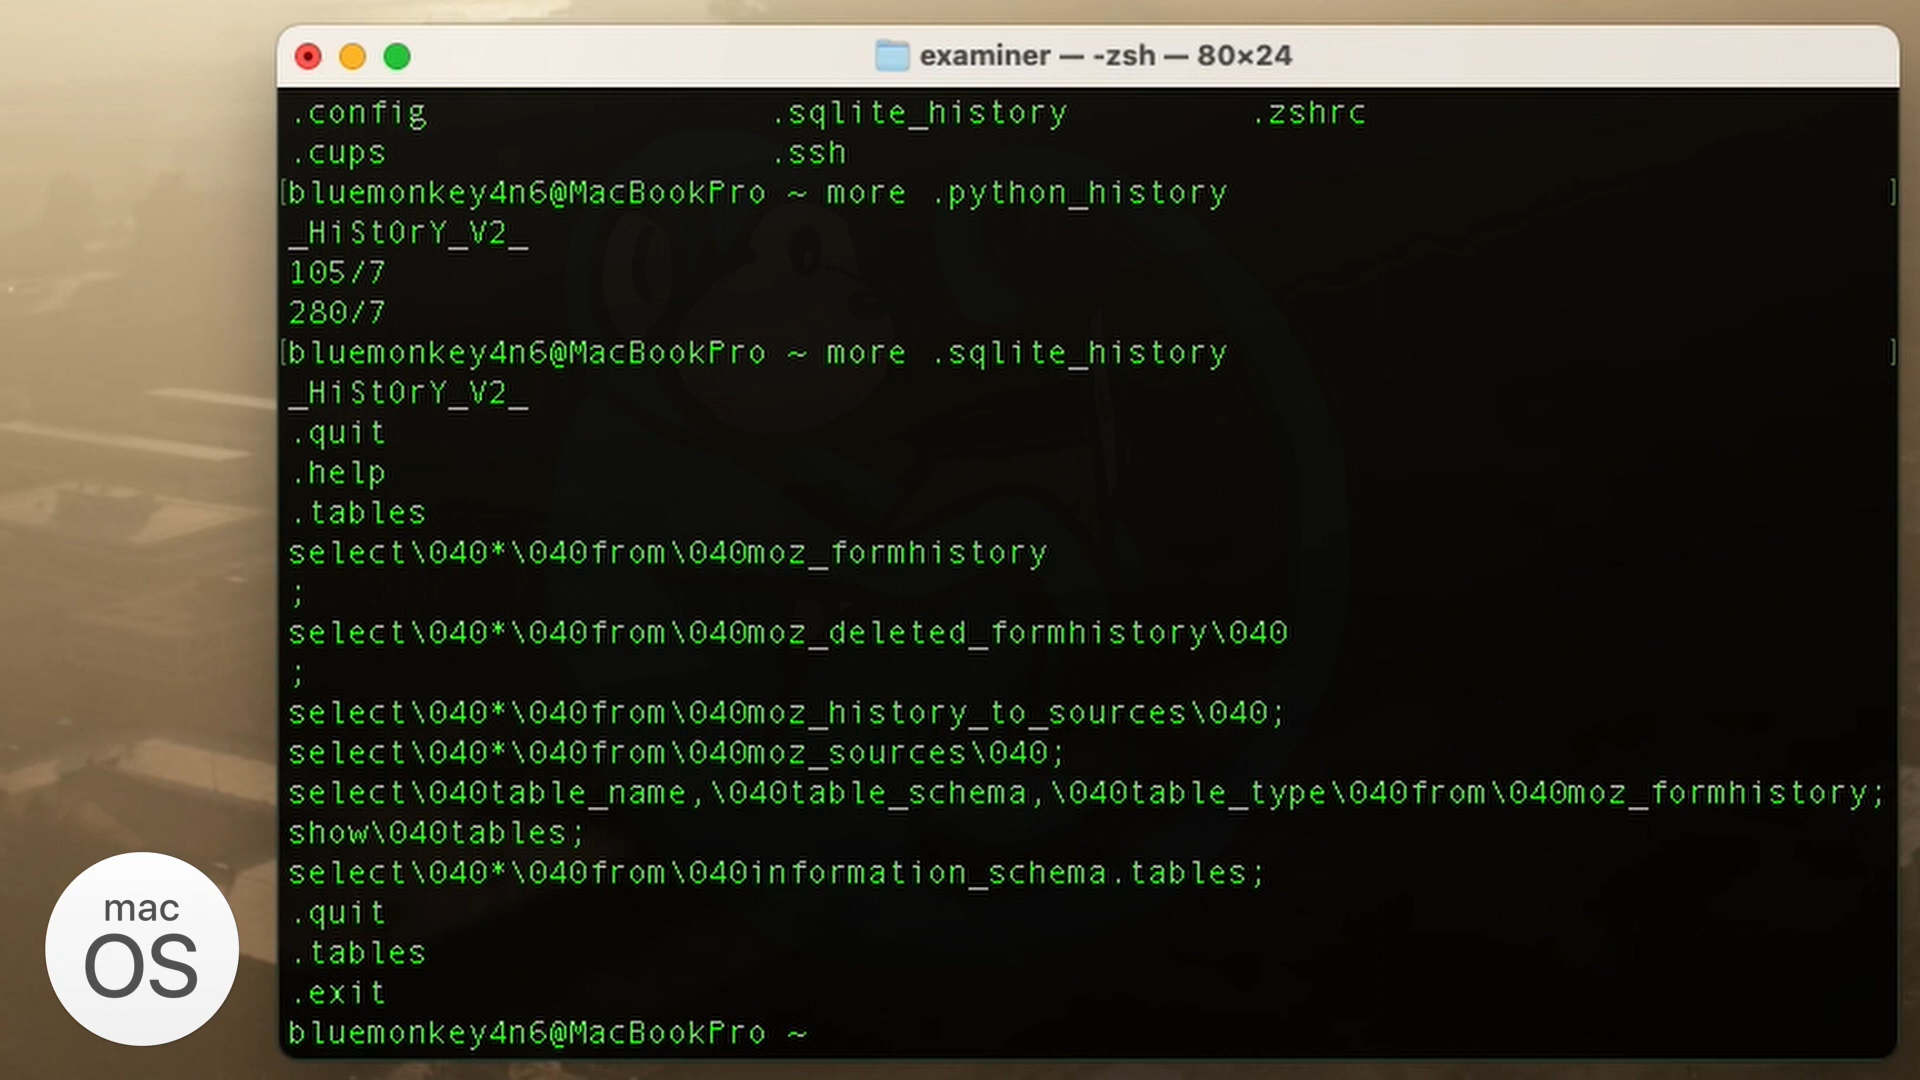 examiner — -zsh — 80×24
.config .sqlite_history .zshrc
.cups .ssh
[bluemonkey4n6@MacBookPro ~ more .python_history ]
_HiStOrY_V2_
105/7
280/7
[bluemonkey4n6@MacBookPro ~ more .sqlite_history ]
_HiStOrY_V2_
.quit
.help
.tables
select\040*\040from\040moz_formhistory
;
select\040*\040from\040moz_deleted_formhistory\040
;
select\040*\040from\040moz_history_to_sources\040;
select\040*\040from\040moz_sources\040;
select\040table_name,\040table_schema,\040table_type\040from\040moz_formhistory;
show\040tables;
select\040*\040from\040information_schema.tables;
.quit
.tables
.exit
bluemonkey4n6@MacBookPro ~
mac
OS